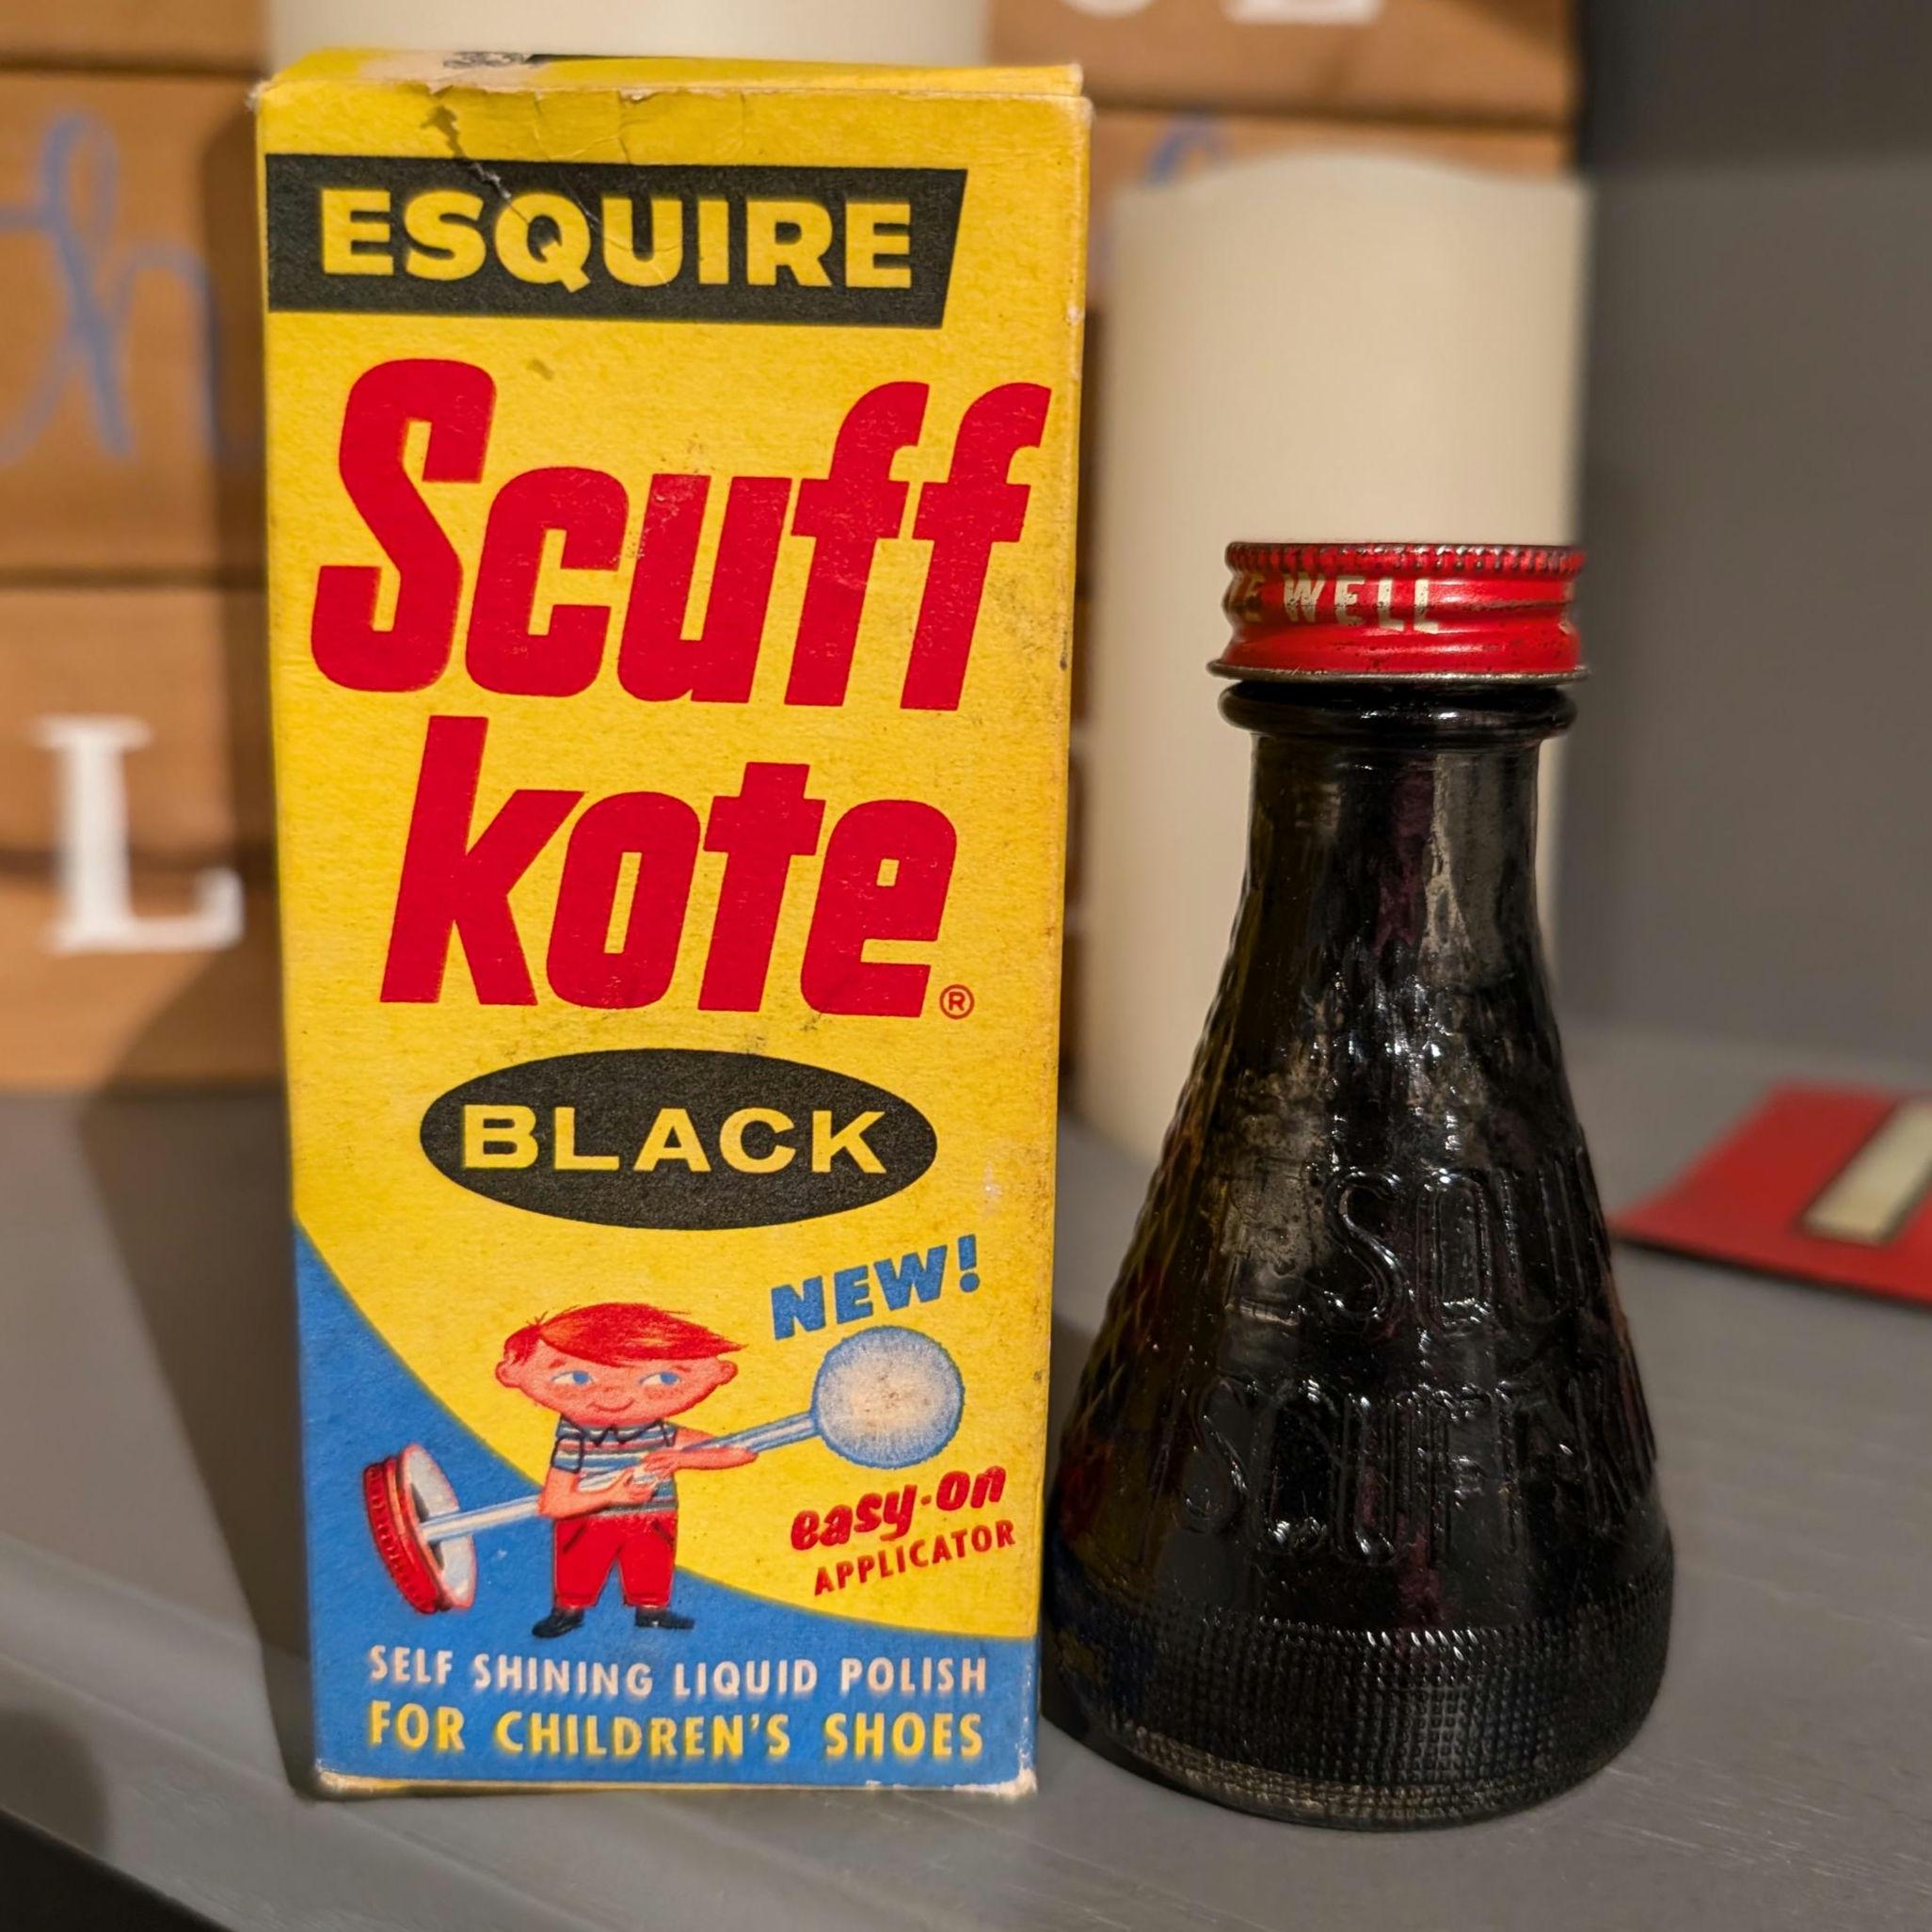 ESQUIRE
Scuff
kote®
BLACK
NEW!
easy-on
APPLICATOR
SELF SHINING LIQUID POLISH
FOR CHILDREN'S SHOES
WELL
L